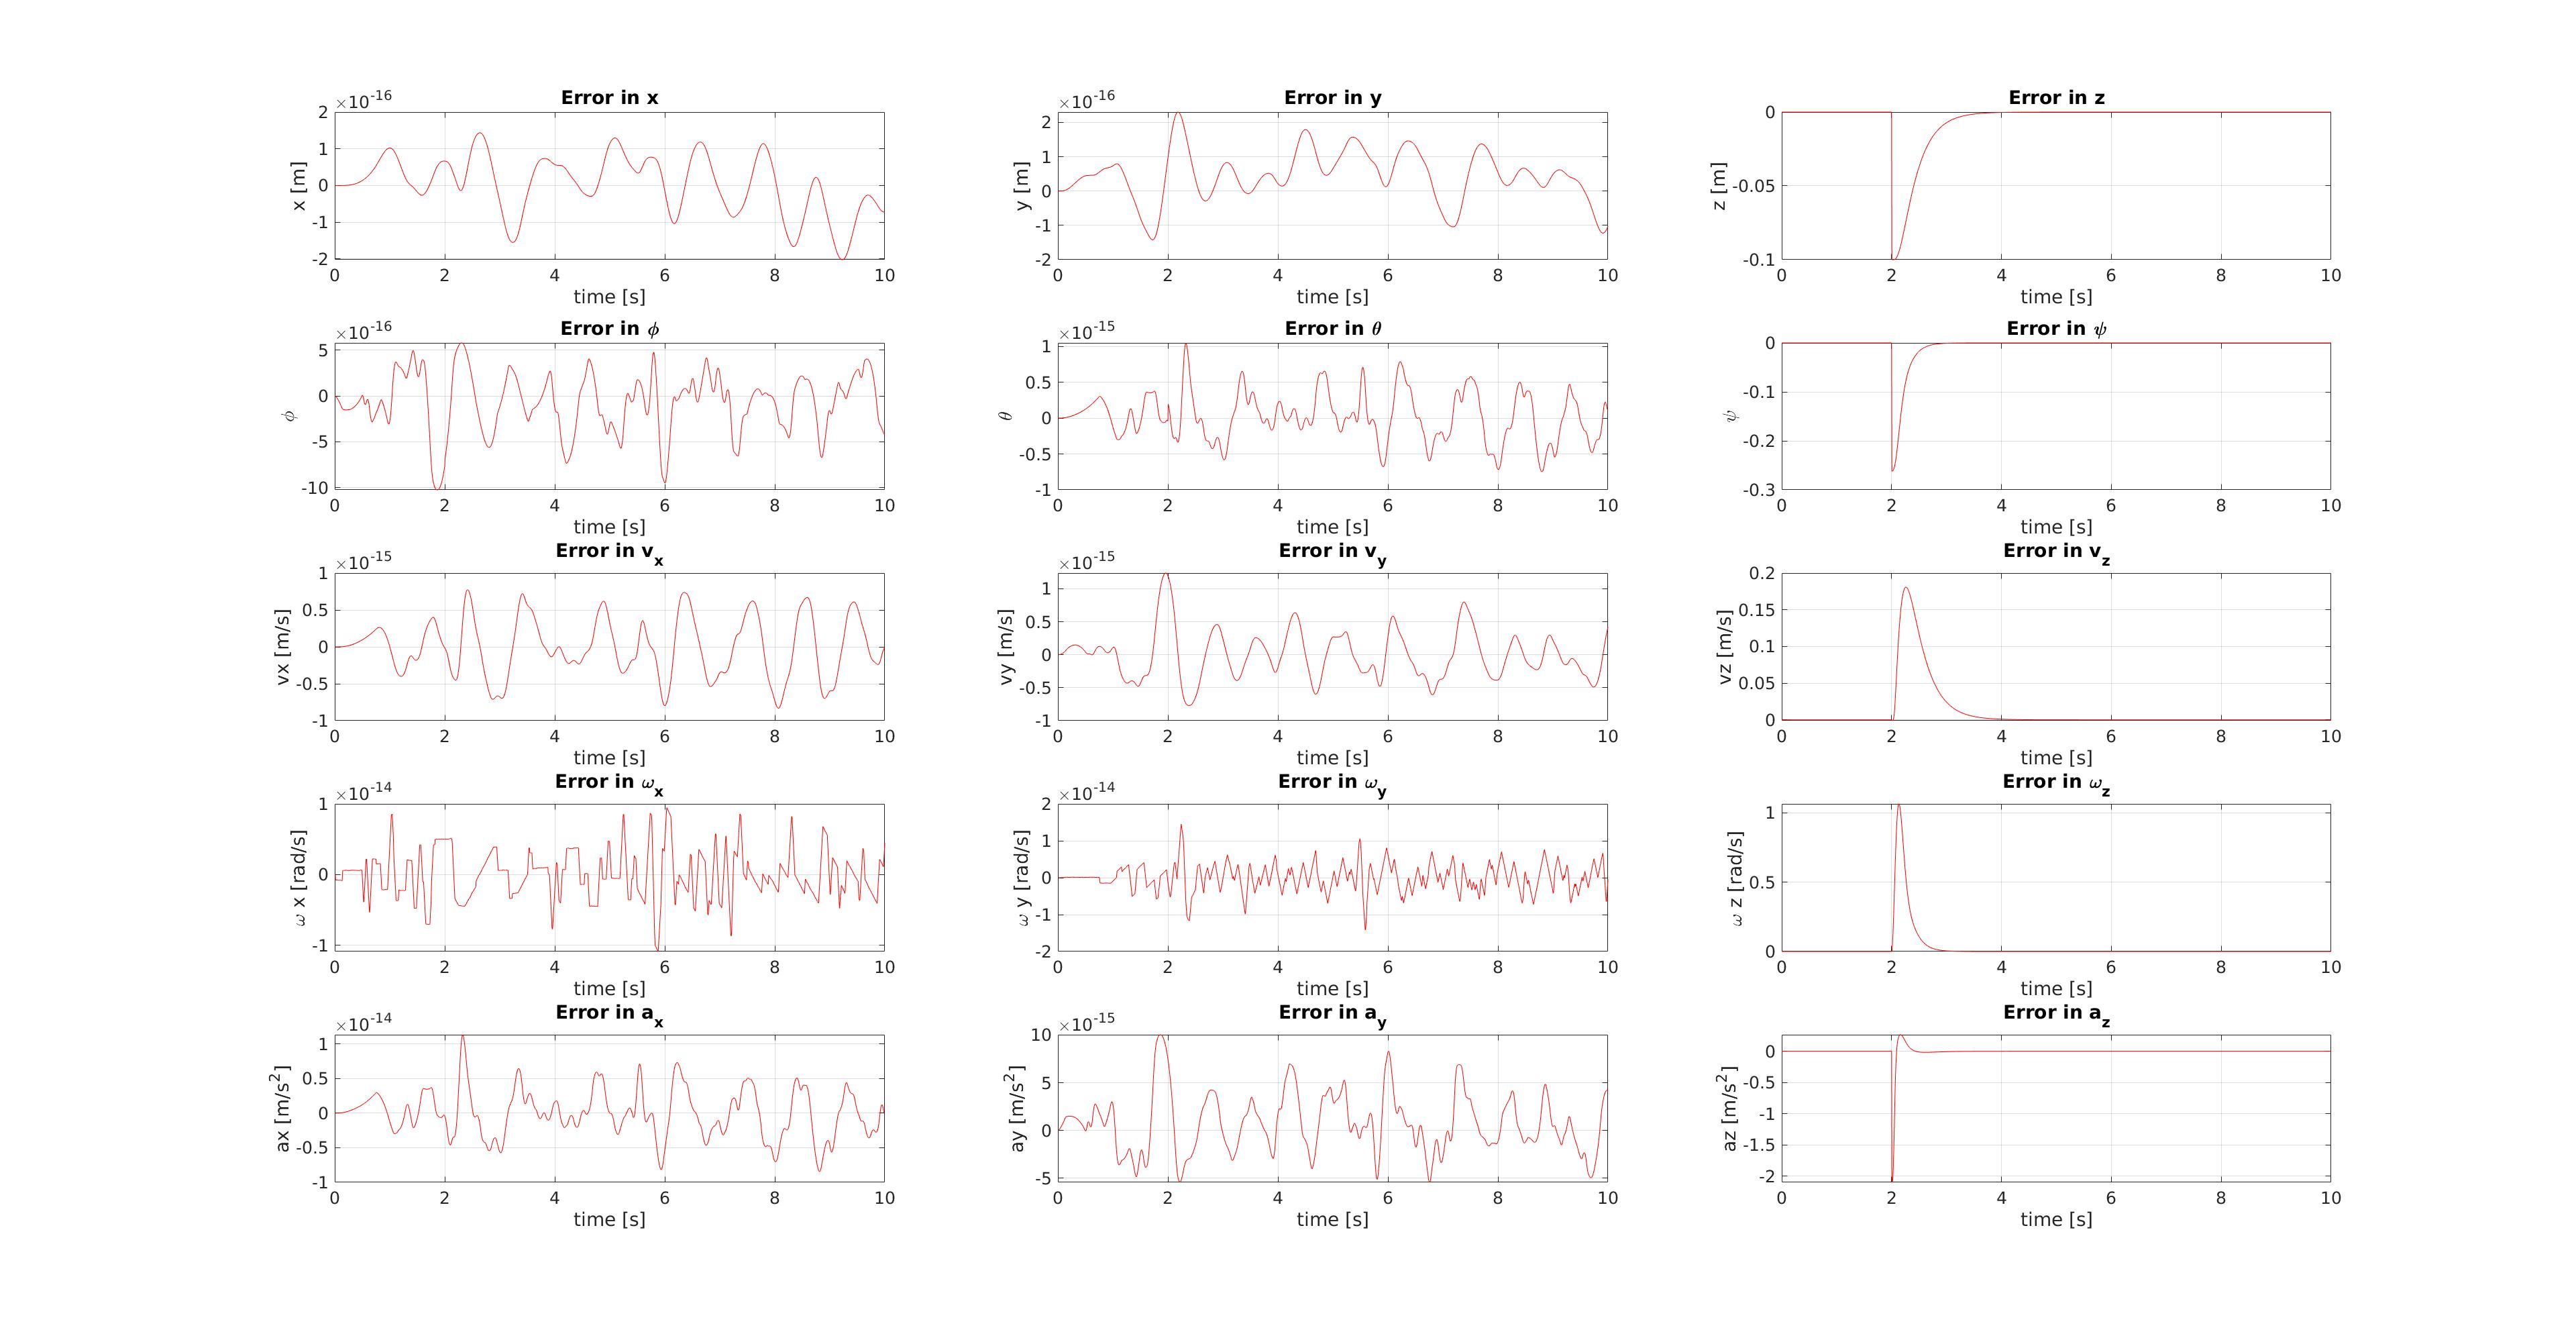 Error in x
×10-16
x [m]
2
1
0
-1
-2
0 2 4 6 8 10
time [s]
Error in y
×10-16
y [m]
2
1
0
-1
-2
0 2 4 6 8 10
time [s]
Error in z
z [m]
0
-0.05
-0.1
0 2 4 6 8 10
time [s]
Error in ϕ
×10-16
ϕ
5
0
-5
-10
0 2 4 6 8 10
time [s]
Error in θ
×10-15
θ
1
0.5
0
-0.5
-1
0 2 4 6 8 10
time [s]
Error in ψ
ψ
0
-0.1
-0.2
-0.3
0 2 4 6 8 10
time [s]
Error in vx
×10-15
vx [m/s]
1
0.5
0
-0.5
-1
0 2 4 6 8 10
time [s]
Error in vy
×10-15
vy [m/s]
1
0.5
0
-0.5
-1
0 2 4 6 8 10
time [s]
Error in vz
vz [m/s]
0.2
0.15
0.1
0.05
0
0 2 4 6 8 10
time [s]
Error in ωx
×10-14
ω x [rad/s]
1
0
-1
0 2 4 6 8 10
time [s]
Error in ωy
×10-14
ω y [rad/s]
2
1
0
-1
-2
0 2 4 6 8 10
time [s]
Error in ωz
ω z [rad/s]
1
0.5
0
0 2 4 6 8 10
time [s]
Error in ax
×10-14
ax [m/s2]
1
0.5
0
-0.5
-1
0 2 4 6 8 10
time [s]
Error in ay
×10-15
ay [m/s2]
10
5
0
-5
0 2 4 6 8 10
time [s]
Error in az
az [m/s2]
0
-0.5
-1
-1.5
-2
0 2 4 6 8 10
time [s]